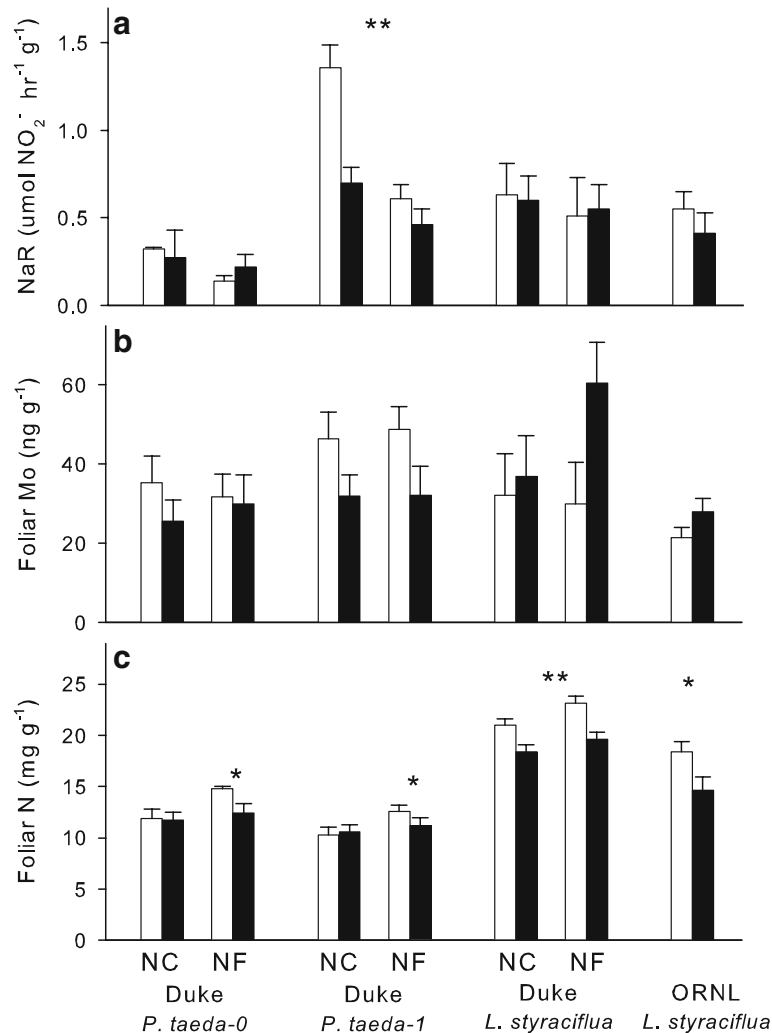 a
**
NaR (umol NO₂⁻ hr⁻¹ g⁻¹)
1.5
1.0
0.5
0.0
b
Foliar Mo (ng g⁻¹)
60
40
20
0
c
** *
* *
Foliar N (mg g⁻¹)
25
20
15
10
5
0
NC NF NC NF NC NF
Duke Duke Duke ORNL
P. taeda-0 P. taeda-1 L. styraciflua L. styraciflua